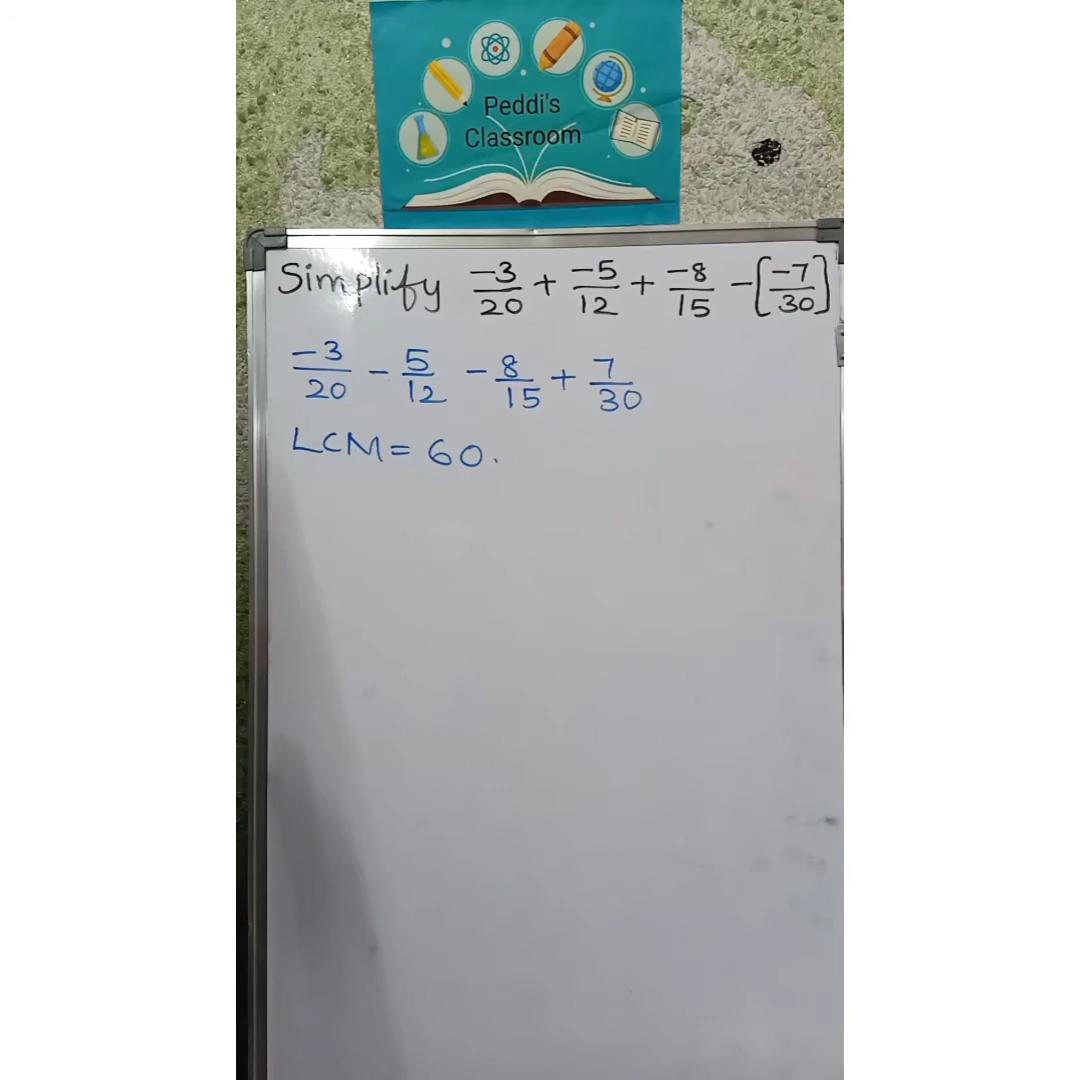 Peddi's
Classroom
Simplify -3/20 + -5/12 + -8/15 - [-7/30]
-3/20 - 5/12 - 8/15 + 7/30
LCM = 60.